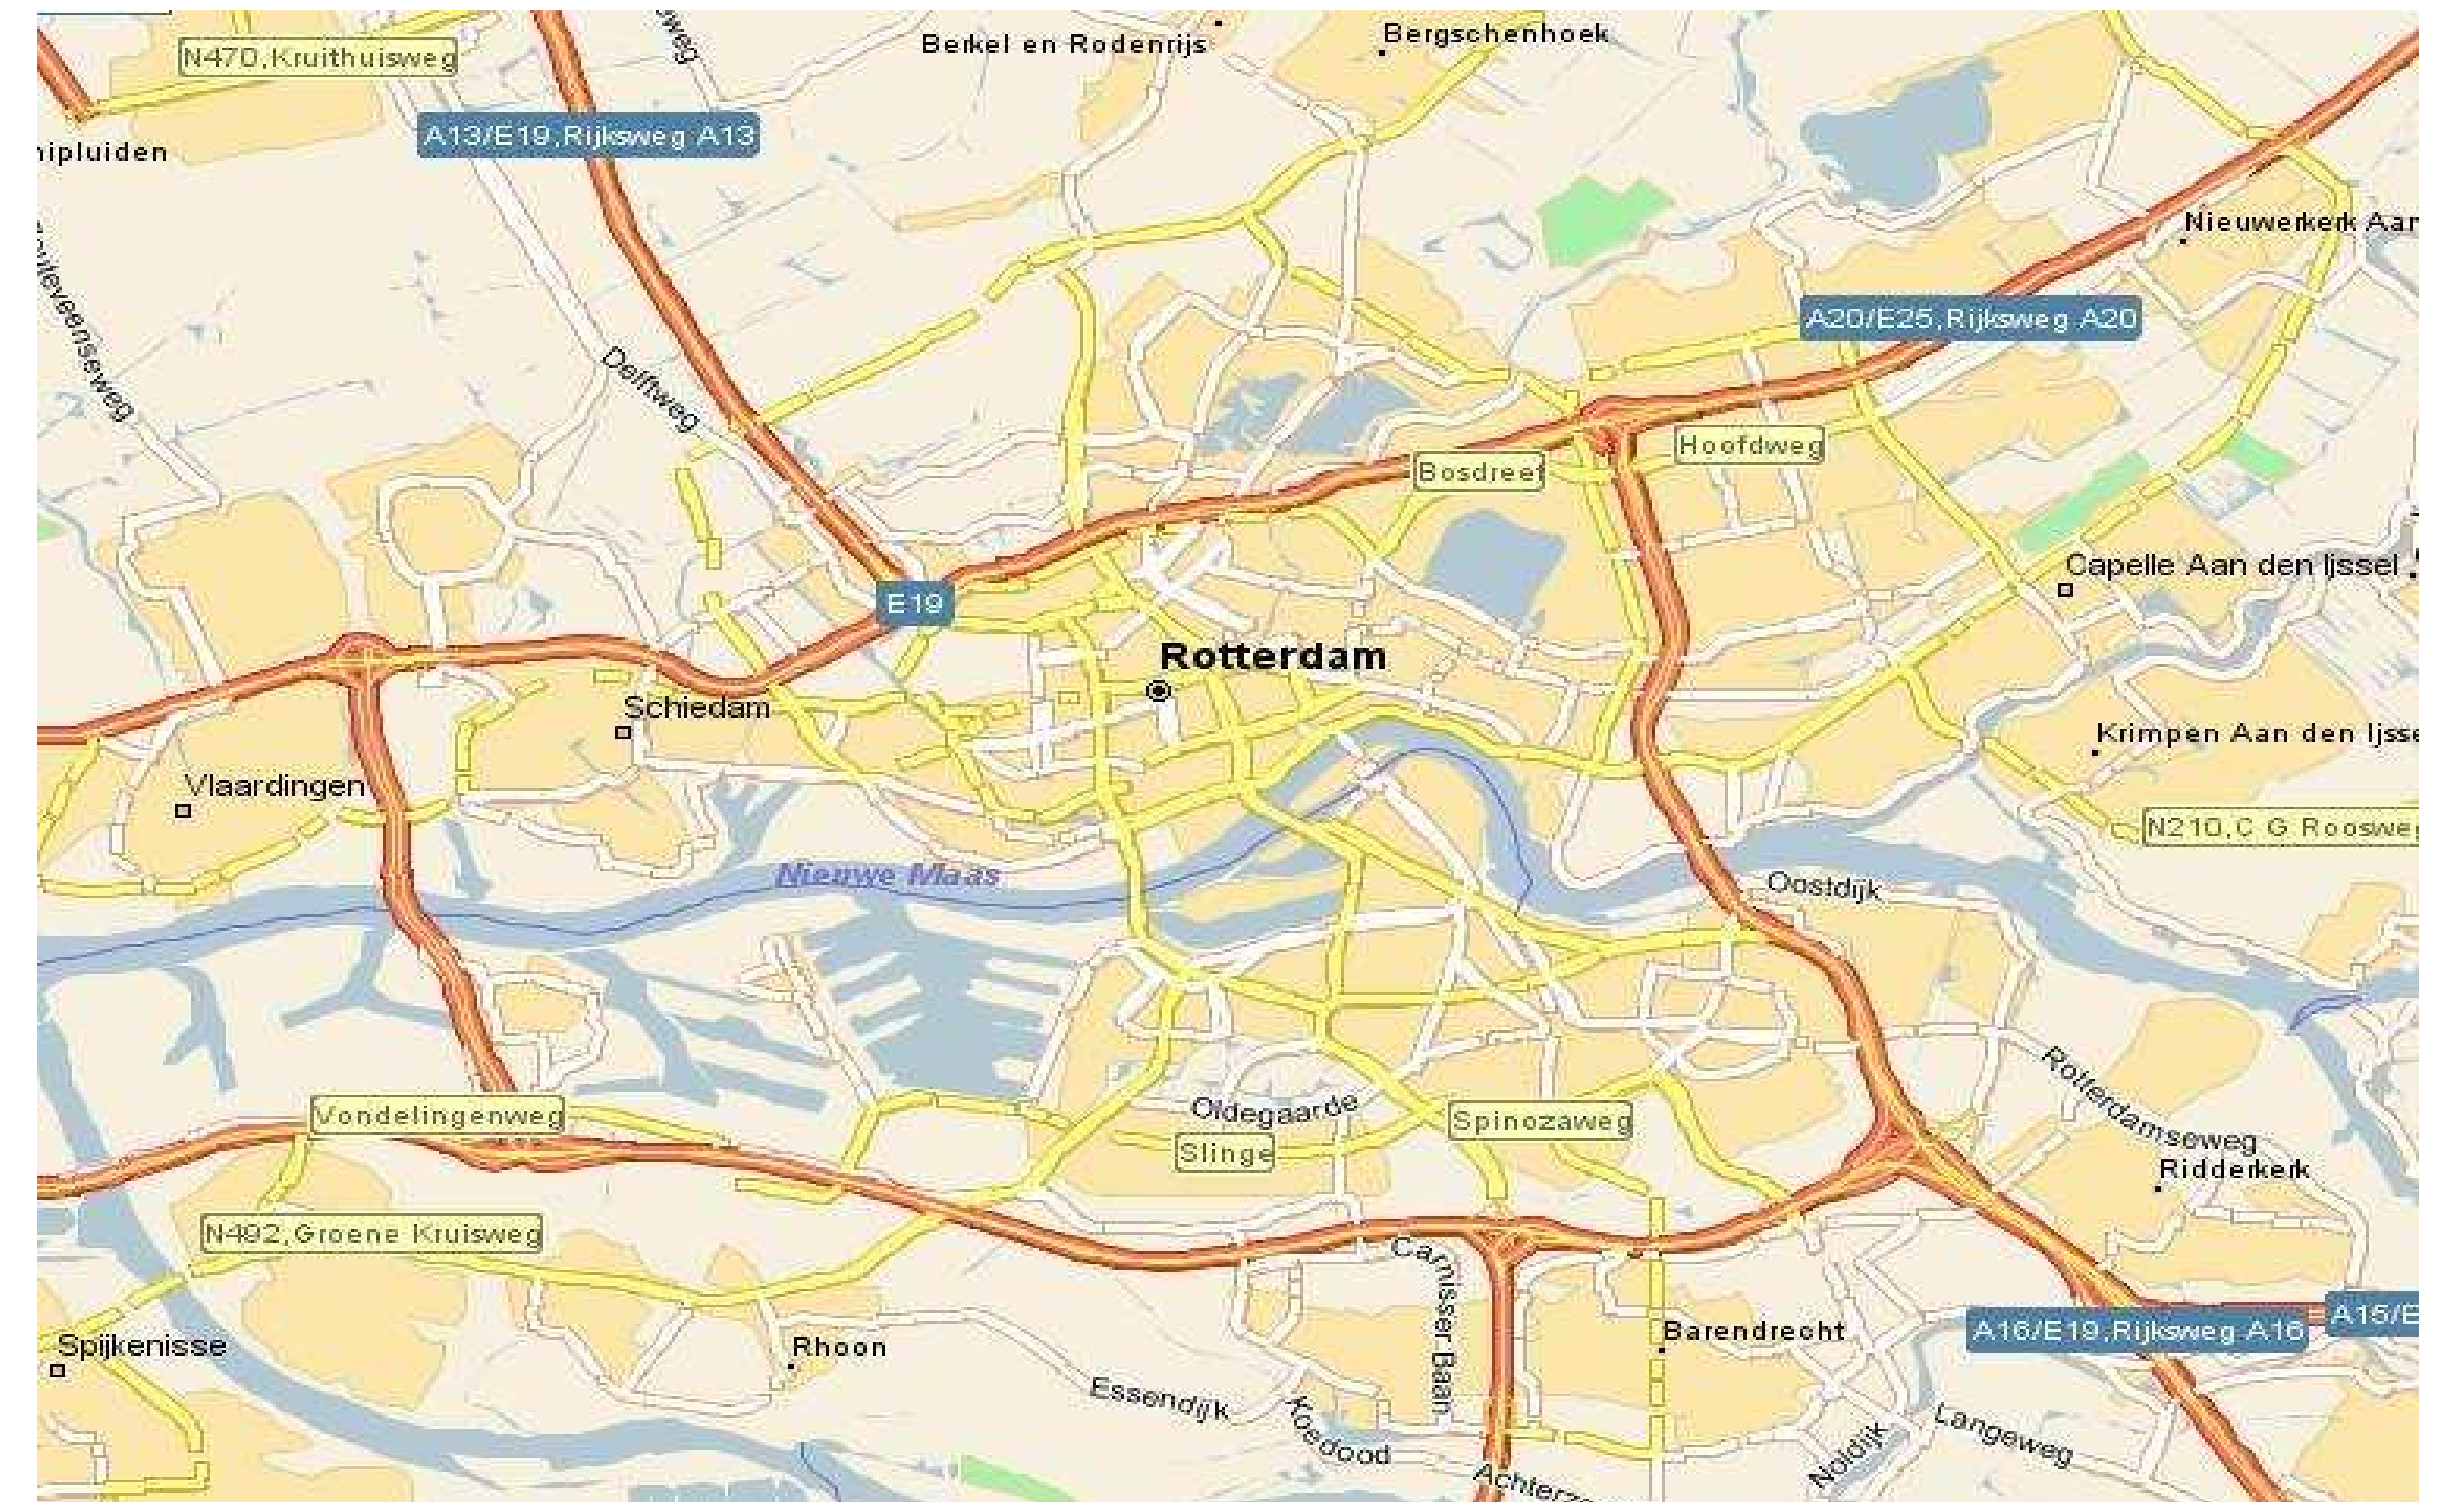 Berkel en Rodenrijs
Bergschenhoek
N470,Kruithuisweg
A13/E19,Rijksweg A13
Nieuwerkerk Aan
A20/E25,Rijksweg A20
Delftweg
Hoofdweg
Bosdreef
Capelle Aan den Ijssel
E19
Rotterdam
Schiedam
Krimpen Aan den Ijsse
Vlaardingen
N210,C G Roosweg
Nieuwe Maas
Oostdijk
Rotterdamseweg
Oldegaarde
Vondelingenweg
Spinozaweg
Slinge
Ridderkerk
N492,Groene Kruisweg
Carnisser Baan
A15/E
A16/E19,Rijksweg A16
Barendrecht
Spijkenisse
Rhoon
Essendijk
Koedood
Langeweg
Noldijk